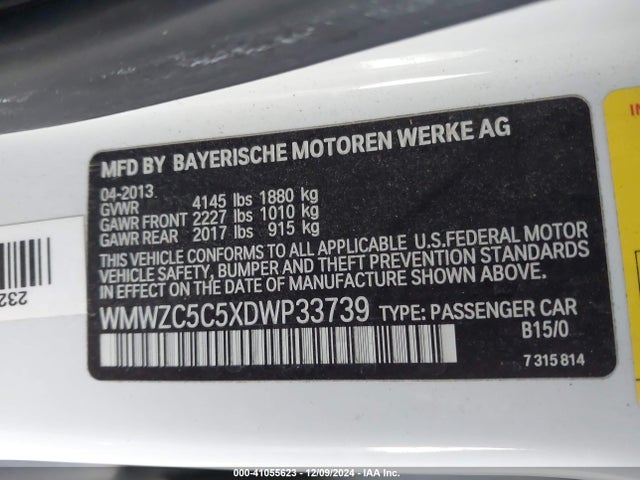 MFD BY BAYERISCHE MOTOREN WERKE AG
04-2013
GVWR 4145 lbs 1880 kg
GAWR FRONT 2227 lbs 1010 kg
GAWR REAR 2017 lbs 915 kg
THIS VEHICLE CONFORMS TO ALL APPLICABLE U.S.FEDERAL MOTOR
VEHICLE SAFETY, BUMPER AND THEFT PREVENTION STANDARDS
IN EFFECT ON THE DATE OF MANUFACTURE SHOWN ABOVE.
WMWZC5C5XDWP33739 TYPE: PASSENGER CAR
B15/0
7 315 814
232
IN
000-41055623 - 12/09/2024 - IAA Inc.